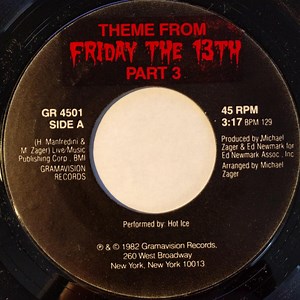 THEME FROM
FRIDAY THE 13TH
PART 3
GR 4501
SIDE A
45 RPM
3:17 BPM 129
(H. Manfredini &
M. Zager) Live Music
Publishing Corp. BMI
GRAMAVISION
RECORDS
Produced by Michael
Zager & Ed Newmark for
Ed Newmark Assoc., Inc
Arranged by Michael
Zager
Performed by: Hot Ice
℗ & © 1982 Gramavision Records,
260 West Broadway
New York, New York 10013